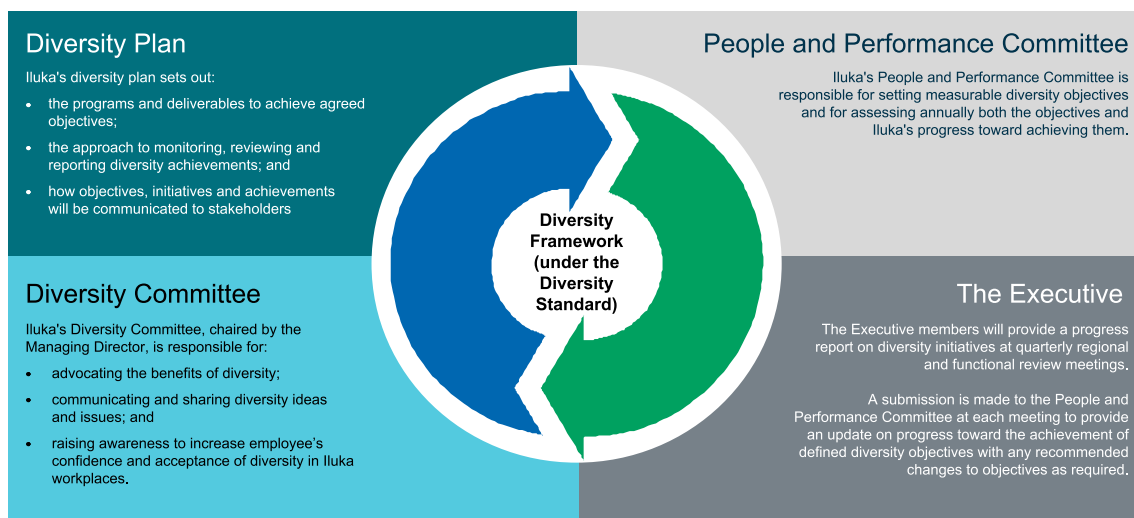 Diversity Plan
Iluka's diversity plan sets out:
• the programs and deliverables to achieve agreed
objectives;
• the approach to monitoring, reviewing and
reporting diversity achievements; and
• how objectives, initiatives and achievements
will be communicated to stakeholders
People and Performance Committee
Iluka's People and Performance Committee is
responsible for setting measurable diversity objectives
and for assessing annually both the objectives and
Iluka's progress toward achieving them.
Diversity
Framework
(under the
Diversity
Standard)
Diversity Committee
Iluka's Diversity Committee, chaired by the
Managing Director, is responsible for:
• advocating the benefits of diversity;
• communicating and sharing diversity ideas
and issues; and
• raising awareness to increase employee's
confidence and acceptance of diversity in Iluka
workplaces.
The Executive
The Executive members will provide a progress
report on diversity initiatives at quarterly regional
and functional review meetings.
A submission is made to the People and
Performance Committee at each meeting to provide
an update on progress toward the achievement of
defined diversity objectives with any recommended
changes to objectives as required.